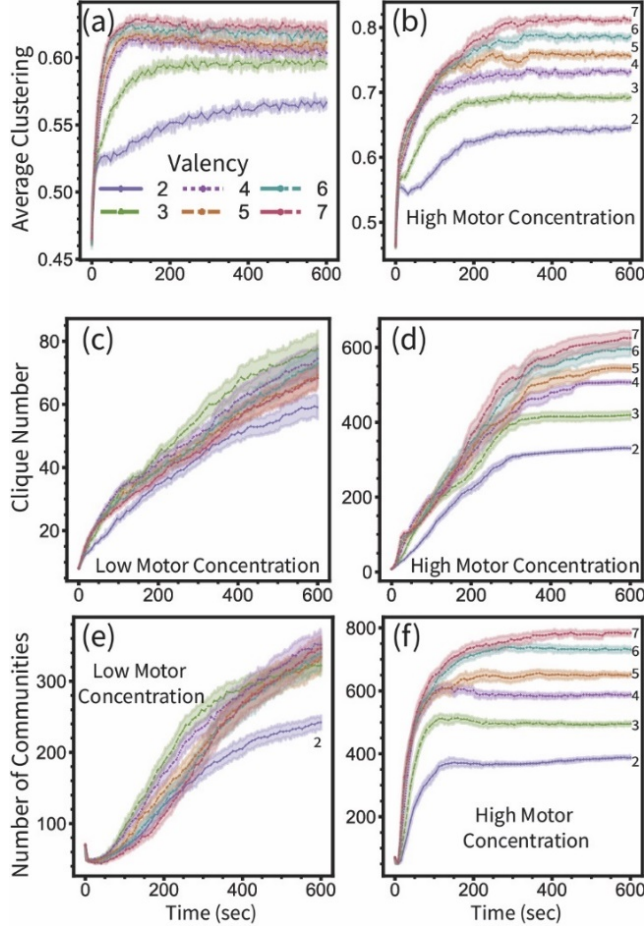 (a)
Average Clustering
0.60
0.55
0.50
0.45
Valency
2 4 6
3 5 7
0 200 400 600
(b)
0.8
0.7
0.6
0.5
7
6
5
4
3
2
High Motor Concentration
0 200 400 600
(c)
Clique Number
80
60
40
20
Low Motor Concentration
0 200 400 600
(d)
600
400
200
0
7
6
5
4
3
2
High Motor Concentration
0 200 400 600
(e)
Number of Communities
300
200
100
Low Motor
Concentration
2
0 200 400 600
Time (sec)
(f)
800
600
400
200
7
6
5
4
3
2
High Motor
Concentration
0 200 400 600
Time (sec)